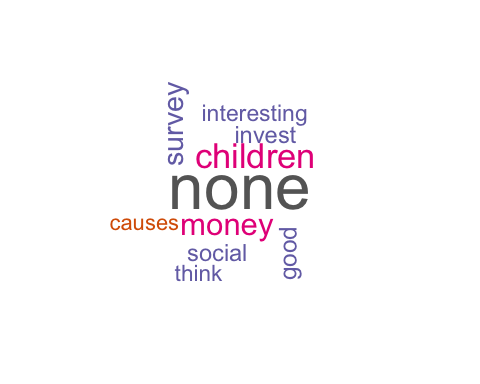 survey
interesting
invest
children
none
causes
money
social
good
think